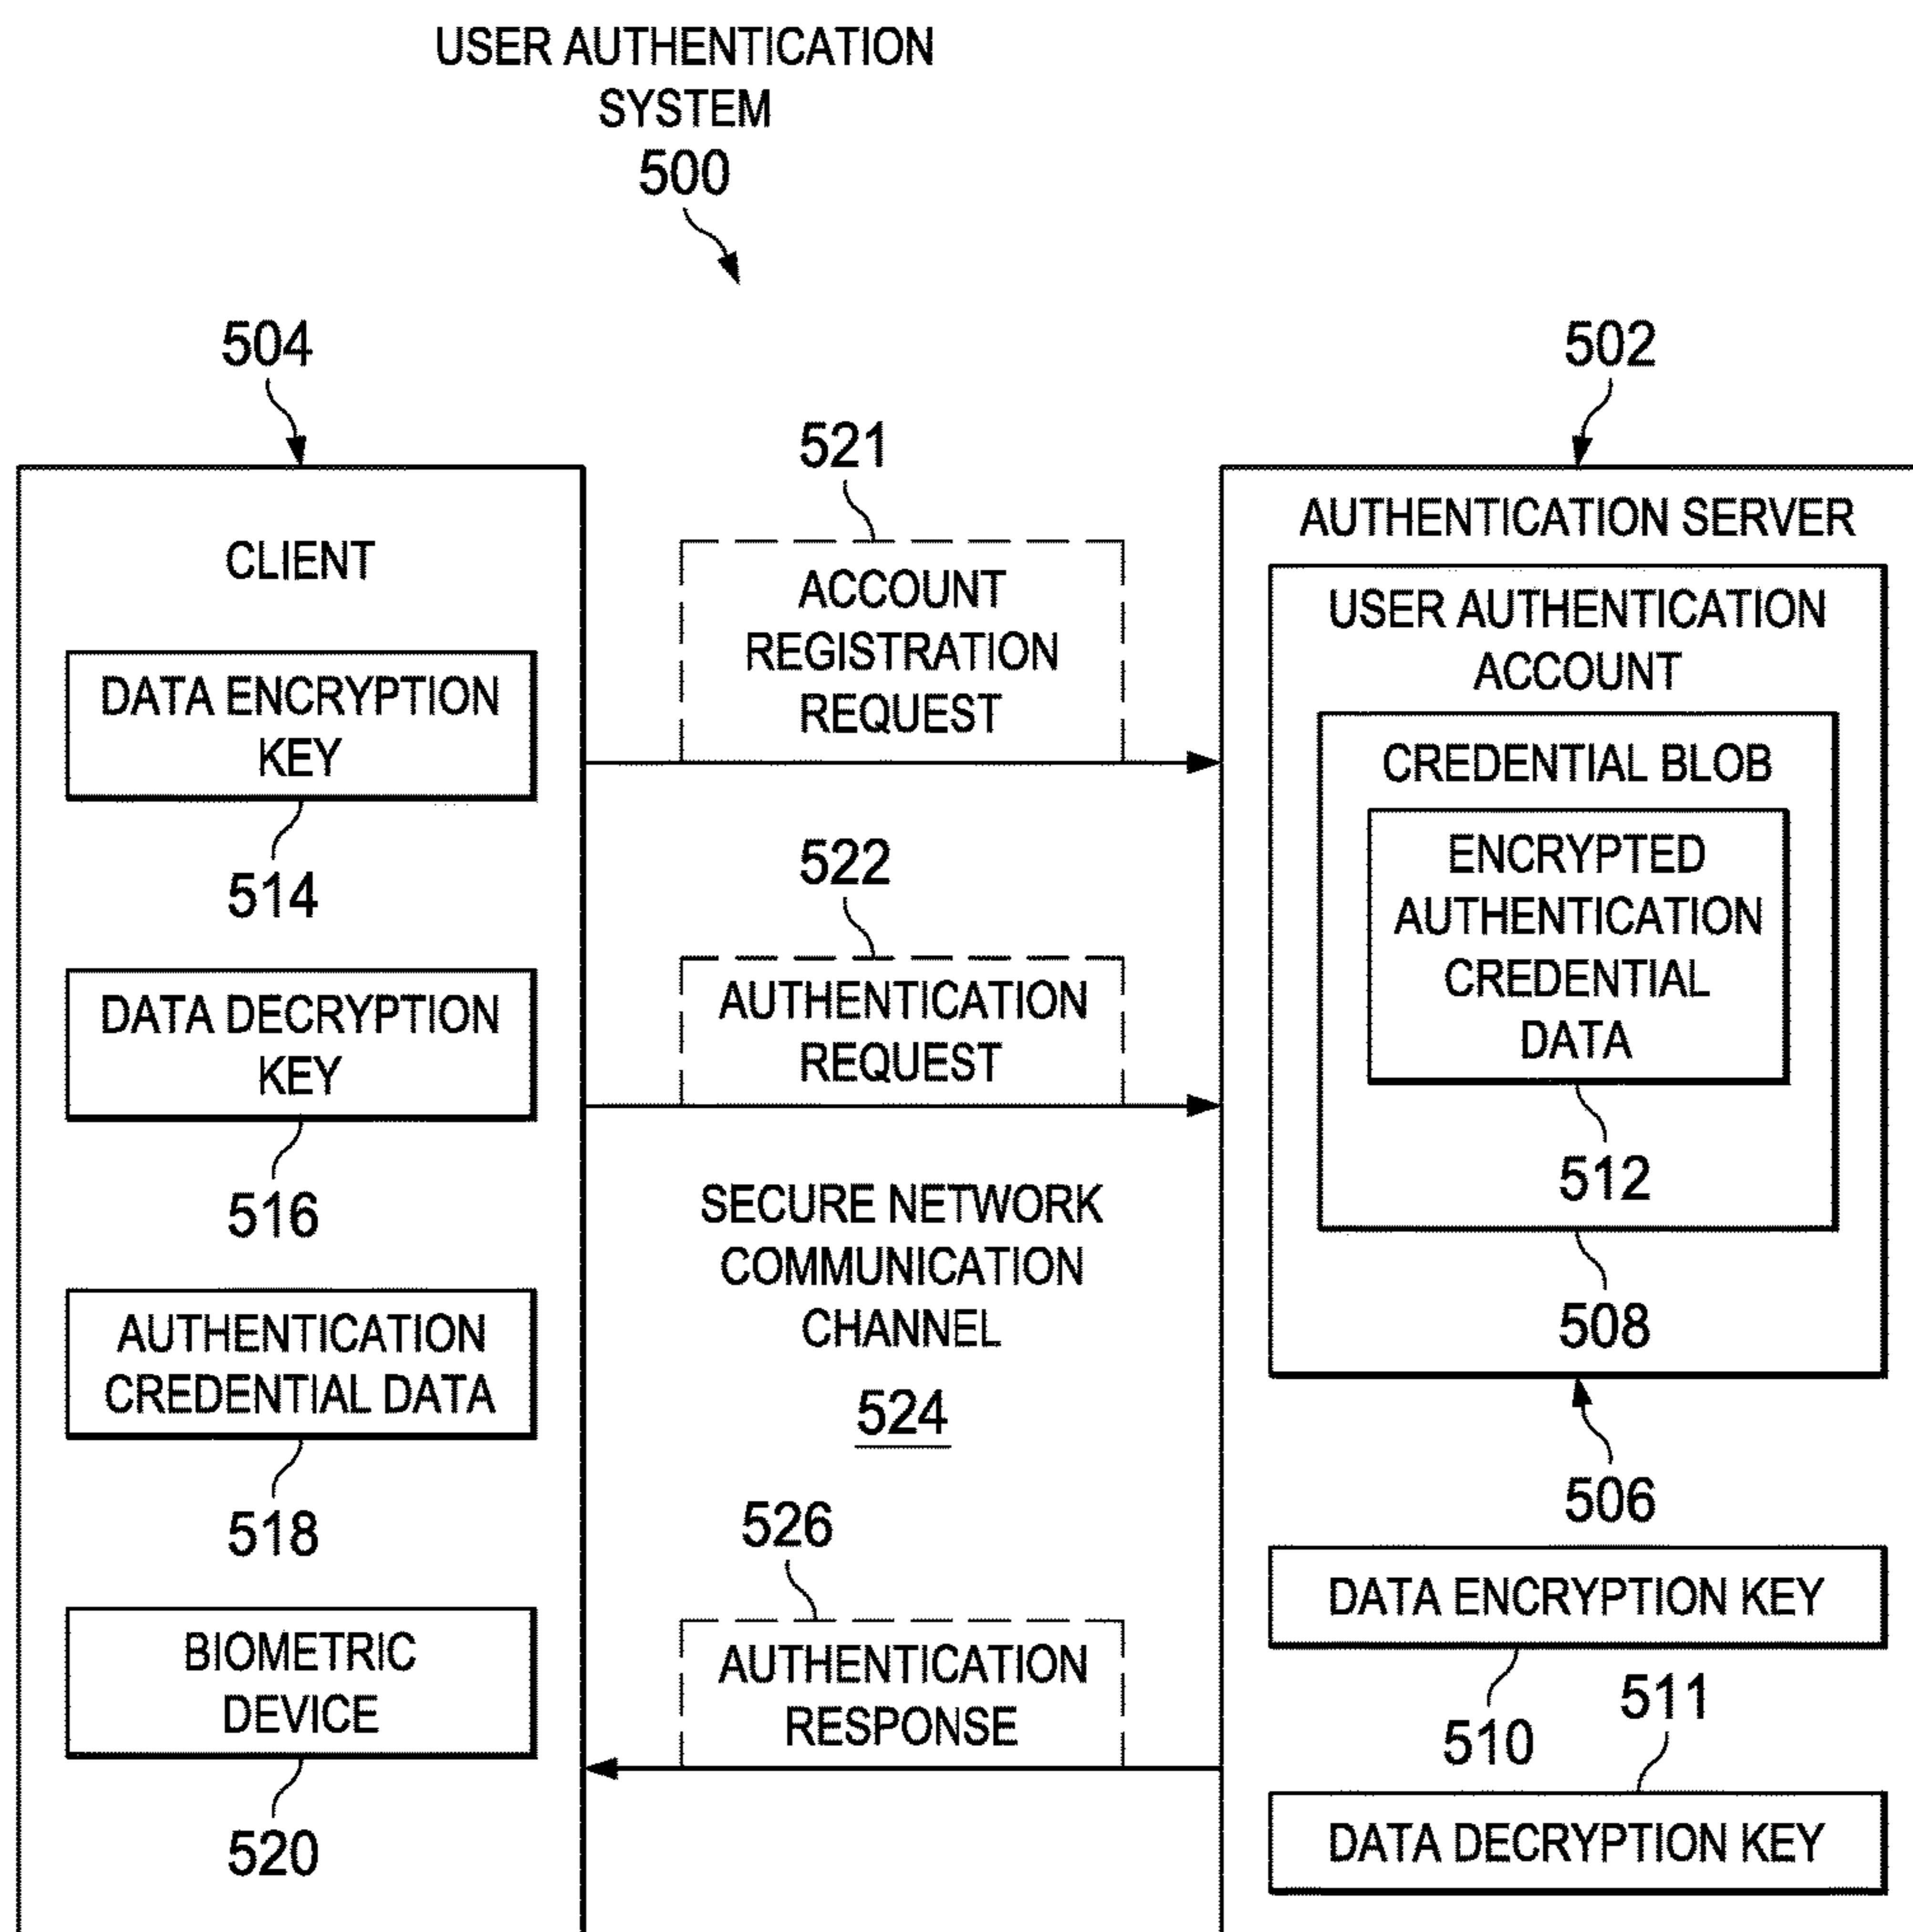 USER AUTHENTICATION
SYSTEM
500
504
CLIENT
DATA ENCRYPTION
KEY
514
DATA DECRYPTION
KEY
516
AUTHENTICATION
CREDENTIAL DATA
518
BIOMETRIC
DEVICE
520
521
ACCOUNT
REGISTRATION
REQUEST
522
AUTHENTICATION
REQUEST
SECURE NETWORK
COMMUNICATION
CHANNEL
524
526
AUTHENTICATION
RESPONSE
502
AUTHENTICATION SERVER
USER AUTHENTICATION
ACCOUNT
CREDENTIAL BLOB
ENCRYPTED
AUTHENTICATION
CREDENTIAL
DATA
512
508
506
DATA ENCRYPTION KEY
510
511
DATA DECRYPTION KEY